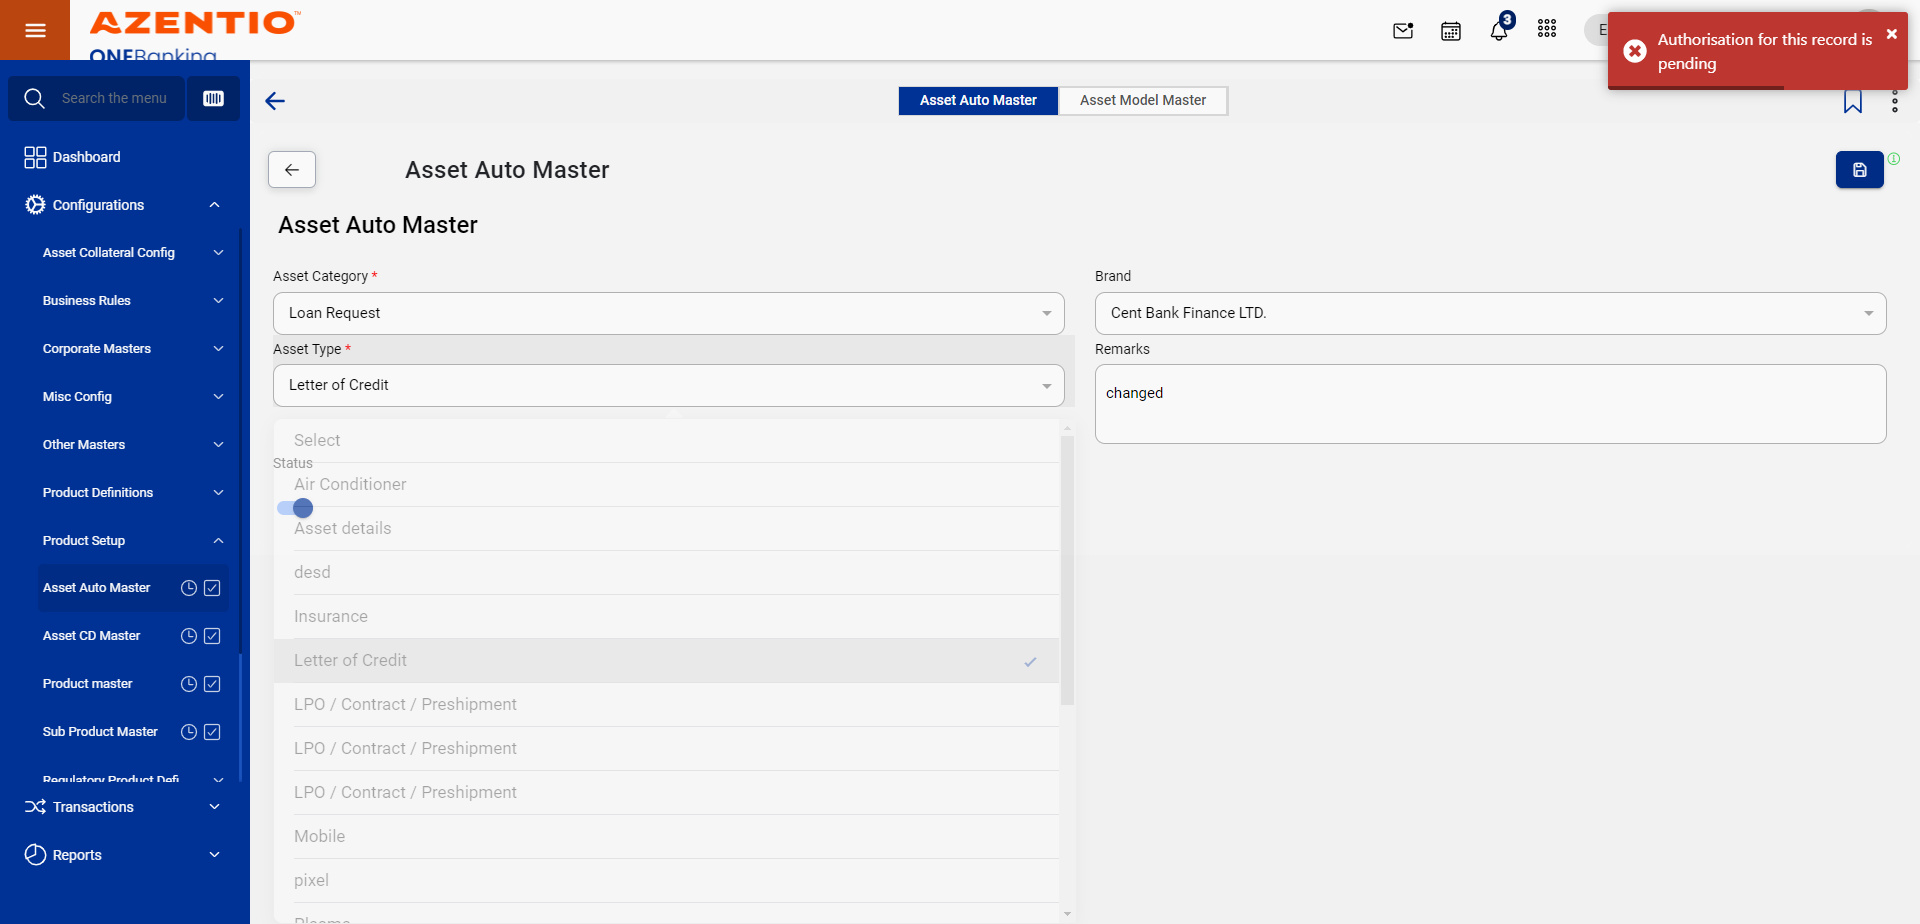 AZENTIO™
ONEBanking
3
E
Authorisation for this record is
pending
Search the menu
Asset Auto Master
Asset Model Master
Dashboard
Configurations
Asset Collateral Config
Business Rules
Corporate Masters
Misc Config
Other Masters
Product Definitions
Product Setup
Asset Auto Master
Asset CD Master
Product master
Sub Product Master
Regulatory Product Defi
Transactions
Reports
Asset Auto Master
Asset Auto Master
Asset Category *
Loan Request
Brand
Cent Bank Finance LTD.
Asset Type *
Letter of Credit
Remarks
changed
Select
Status
Air Conditioner
Asset details
desd
Insurance
Letter of Credit
LPO / Contract / Preshipment
LPO / Contract / Preshipment
LPO / Contract / Preshipment
Mobile
pixel
Plasma